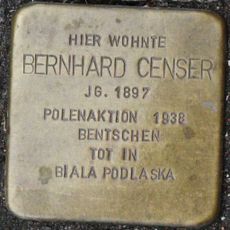 HIER WOHNTE
BERNHARD CENSER
JG. 1897
POLENAKTION 1938
BENTSCHEN
TOT IN
BIALA PODLASKA